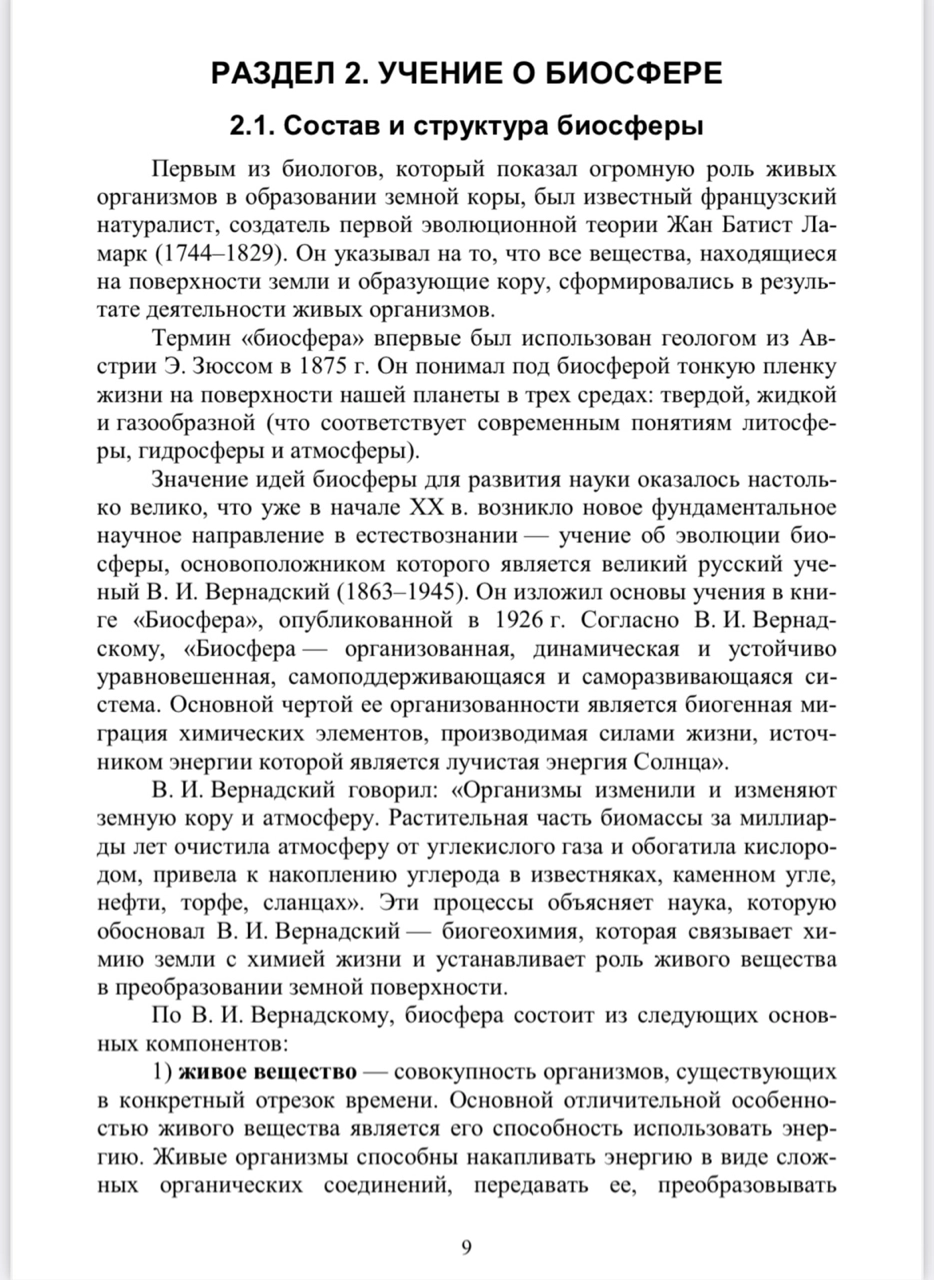 РАЗДЕЛ 2. УЧЕНИЕ О БИОСФЕРЕ
2.1. Состав и структура биосферы
Первым из биологов, который показал огромную роль живых
организмов в образовании земной коры, был известный французский
натуралист, создатель первой эволюционной теории Жан Батист Ла-
марк (1744–1829). Он указывал на то, что все вещества, находящиеся
на поверхности земли и образующие кору, сформировались в резуль-
тате деятельности живых организмов.
Термин «биосфера» впервые был использован геологом из Ав-
стрии Э. Зюссом в 1875 г. Он понимал под биосферой тонкую пленку
жизни на поверхности нашей планеты в трех средах: твердой, жидкой
и газообразной (что соответствует современным понятиям литосфе-
ры, гидросферы и атмосферы).
Значение идей биосферы для развития науки оказалось настоль-
ко велико, что уже в начале XX в. возникло новое фундаментальное
научное направление в естествознании — учение об эволюции био-
сферы, основоположником которого является великий русский уче-
ный В. И. Вернадский (1863–1945). Он изложил основы учения в кни-
ге «Биосфера», опубликованной в 1926 г. Согласно В. И. Вернад-
скому, «Биосфера — организованная, динамическая и устойчиво
уравновешенная, самоподдерживающаяся и саморазвивающаяся си-
стема. Основной чертой ее организованности является биогенная ми-
грация химических элементов, производимая силами жизни, источ-
ником энергии которой является лучистая энергия Солнца».
В. И. Вернадский говорил: «Организмы изменили и изменяют
земную кору и атмосферу. Растительная часть биомассы за миллиар-
ды лет очистила атмосферу от углекислого газа и обогатила кислоро-
дом, привела к накоплению углерода в известняках, каменном угле,
нефти, торфе, сланцах». Эти процессы объясняет наука, которую
обосновал В. И. Вернадский — биогеохимия, которая связывает хи-
мию земли с химией жизни и устанавливает роль живого вещества
в преобразовании земной поверхности.
По В. И. Вернадскому, биосфера состоит из следующих основ-
ных компонентов:
1) живое вещество — совокупность организмов, существующих
в конкретный отрезок времени. Основной отличительной особенно-
стью живого вещества является его способность использовать энер-
гию. Живые организмы способны накапливать энергию в виде слож-
ных органических соединений, передавать ее, преобразовывать
9